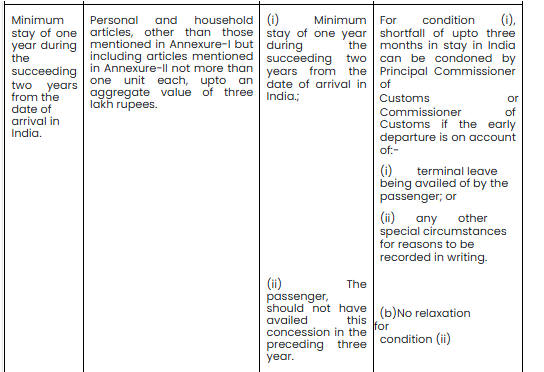 Minimum
stay of one
year during
the
succeeding
two years
from the
date of
arrival in
India.
Personal and household
articles, other than those
mentioned in Annexure-I but
including articles mentioned
in Annexure-II not more than
one unit each, upto an
aggregate value of three
lakh rupees.
(i) Minimum
stay of one year
during the
succeeding two
years from the
date of arrival in
India.;
(ii) The
passenger,
should not have
availed this
concession in the
preceding three
year.
For condition (i),
shortfall of upto three
months in stay in India
can be condoned by
Principal Commissioner
of
Customs or
Commissioner of
Customs if the early
departure is on account
of:-
(i) terminal leave
being availed of by the
passenger; or
(ii) any other
special circumstances
for reasons to be
recorded in writing.
(b)No relaxation
for
condition (ii)